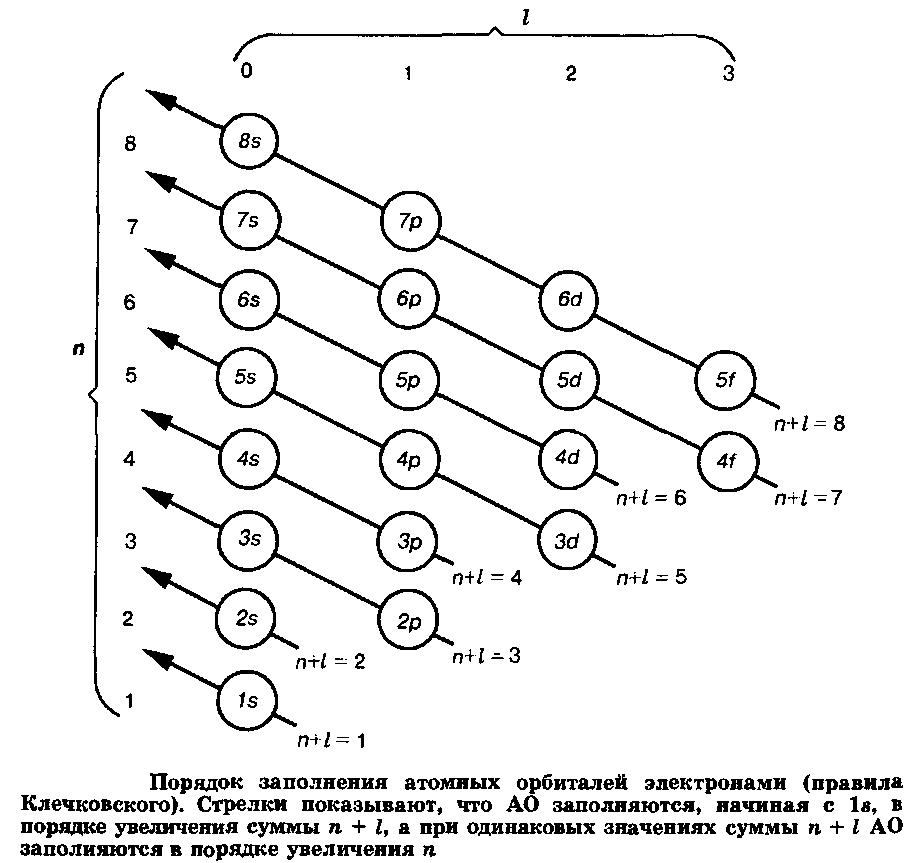 l
0 1 2 3
8 8s
7 7s 7p
6 6s 6p 6d
n
5 5s 5p 5d 5f
n+l = 8
4 4s 4p 4d 4f
n+l = 6 n+l = 7
3 3s 3p 3d
n+l = 4 n+l = 5
2 2s 2p
n+l = 2 n+l = 3
1 1s
n+l = 1
Порядок заполнения атомных орбиталей электронами (правила
Клечковского). Стрелки показывают, что АО заполняются, начиная с 1s, в
порядке увеличения суммы n + l, а при одинаковых значениях суммы n + l АО
заполняются в порядке увеличения n